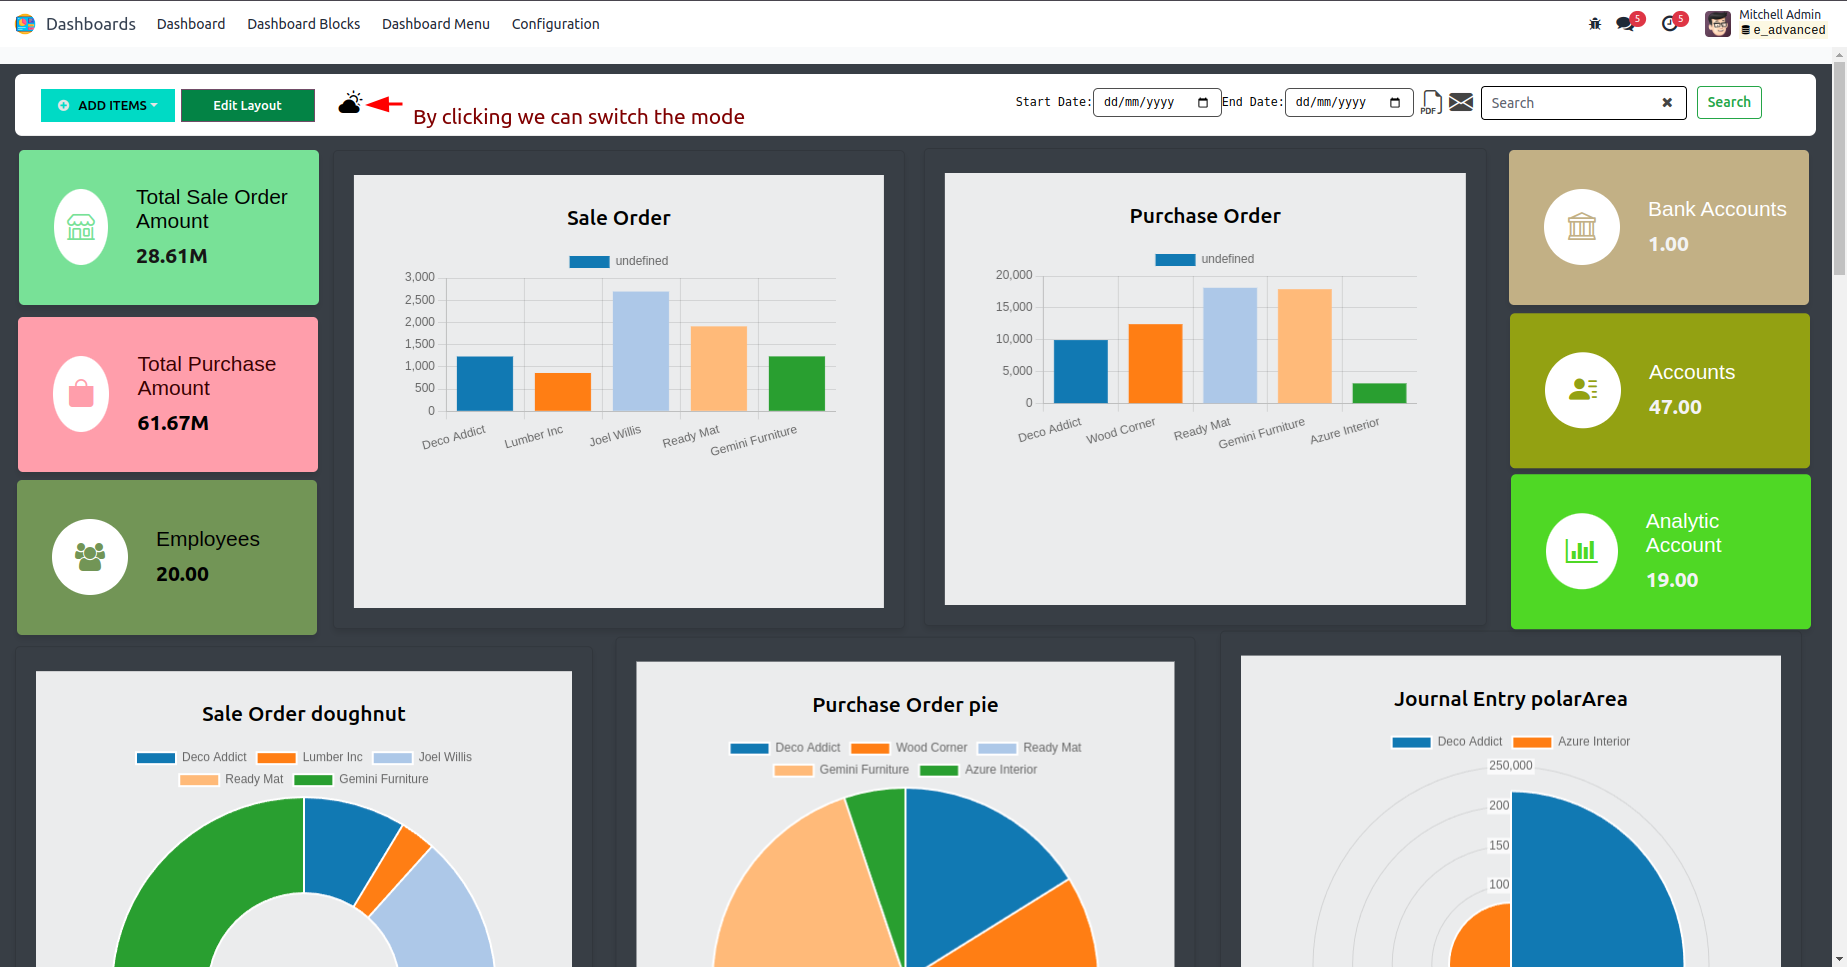 Dashboards Dashboard Dashboard Blocks Dashboard Menu Configuration 5 5 Mitchell Admin
e_advanced
ADD ITEMS Edit Layout By clicking we can switch the mode Start Date: dd/mm/yyyy End Date: dd/mm/yyyy PDF Search Search
Total Sale Order
Amount
28.61M
Total Purchase
Amount
61.67M
Employees
20.00
Sale Order
undefined
3,000
2,500
2,000
1,500
1,000
500
0
Deco Addict Lumber Inc Joel Willis Ready Mat Gemini Furniture
Purchase Order
undefined
20,000
15,000
10,000
5,000
0
Deco Addict Wood Corner Ready Mat Gemini Furniture Azure Interior
Bank Accounts
1.00
Accounts
47.00
Analytic
Account
19.00
Sale Order doughnut
Deco Addict Lumber Inc Joel Willis
Ready Mat Gemini Furniture
Purchase Order pie
Deco Addict Wood Corner Ready Mat
Gemini Furniture Azure Interior
Journal Entry polarArea
Deco Addict Azure Interior
250,000
200
150
100